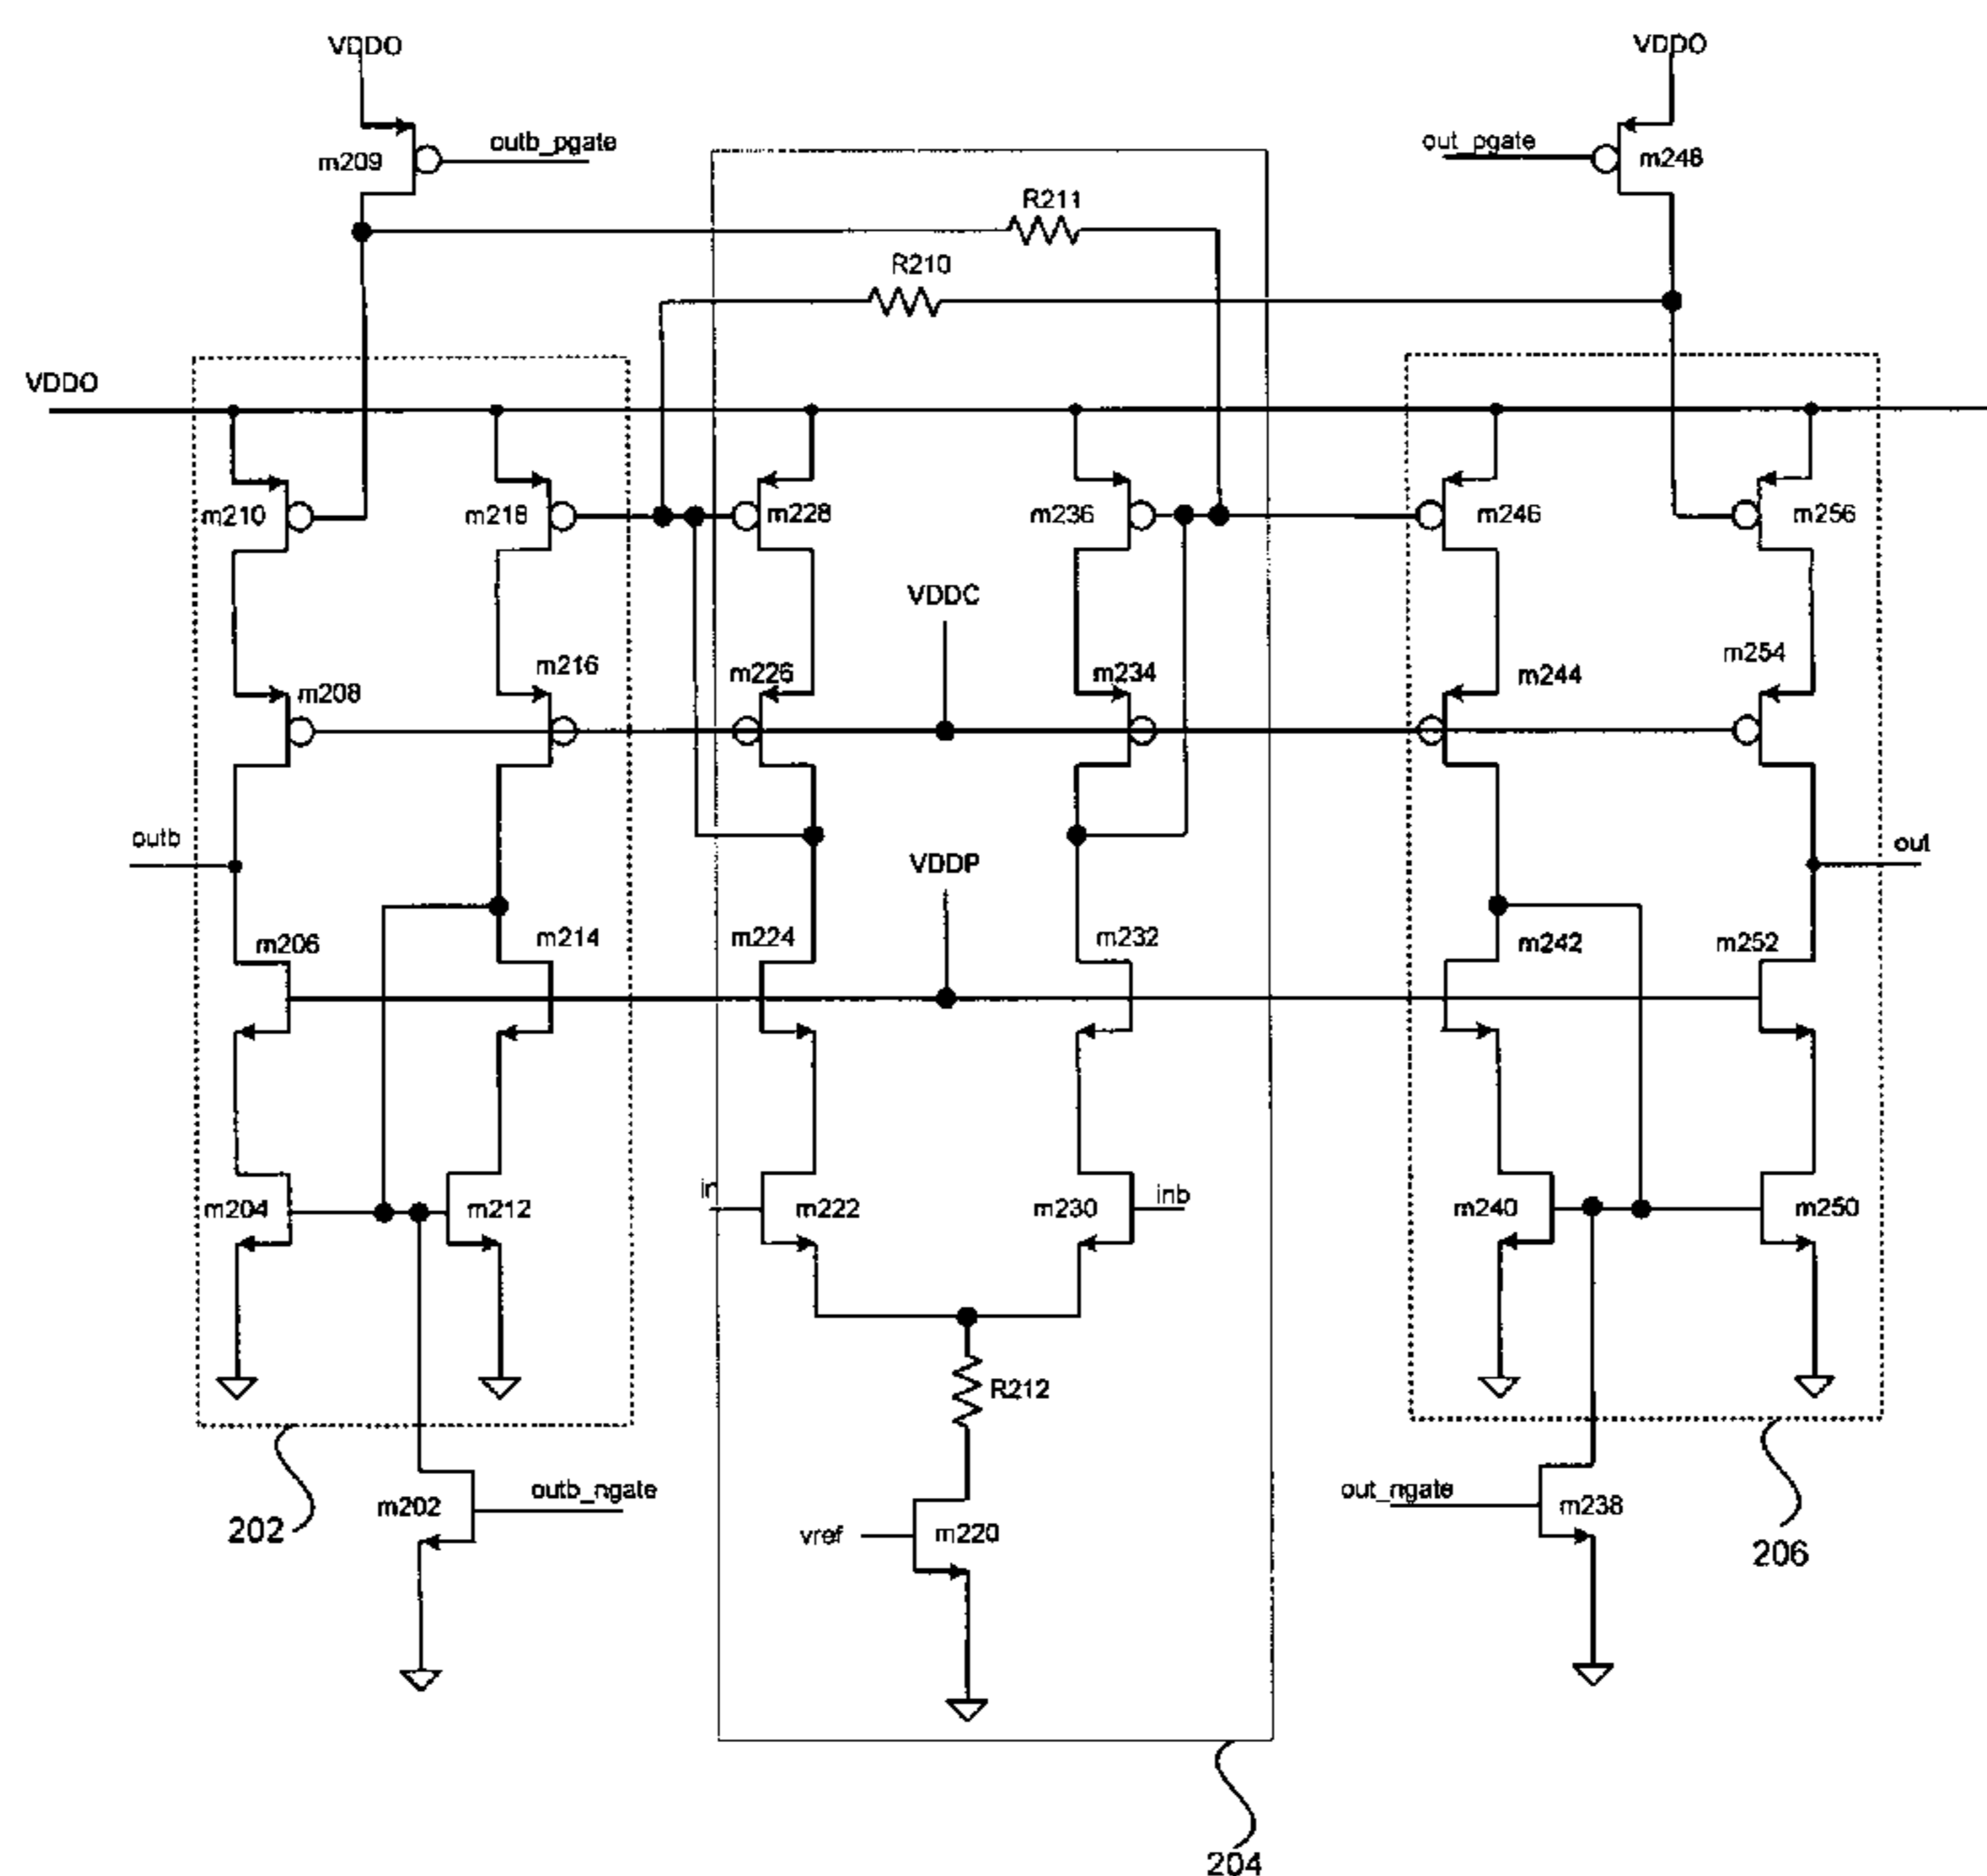 VDDO
VDDO
m209
outb_pgate
out_pgate
m248
R211
R210
VDDO
m210
m218
m228
m236
m246
m256
VDDC
m208
m216
m226
m234
m244
m254
outb
VDDP
out
m206
m214
m224
m232
m242
m252
m204
m212
in
m222
m230
inb
m240
m250
R212
202
m202
outb_ngate
vref
m220
out_ngate
m238
206
204